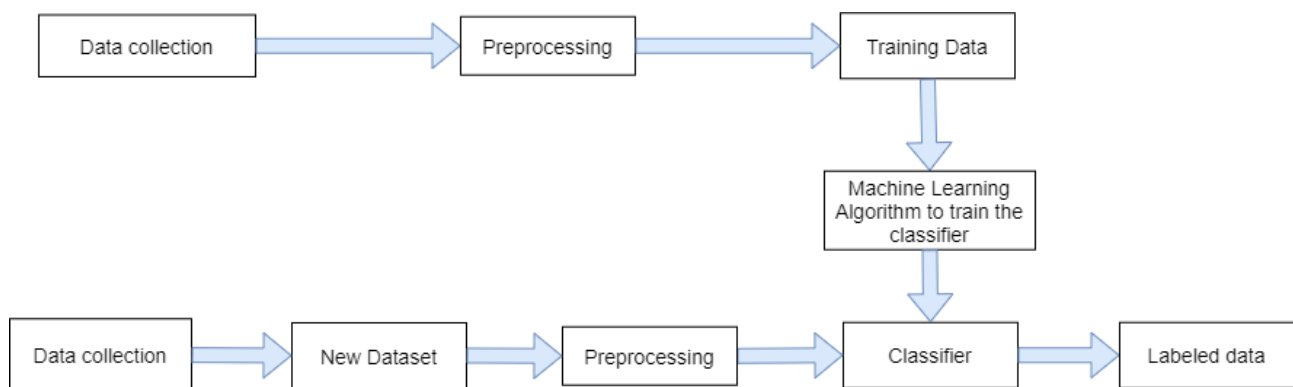 Data collection
Preprocessing
Training Data
Machine Learning
Algorithm to train the
classifier
Data collection
New Dataset
Preprocessing
Classifier
Labeled data